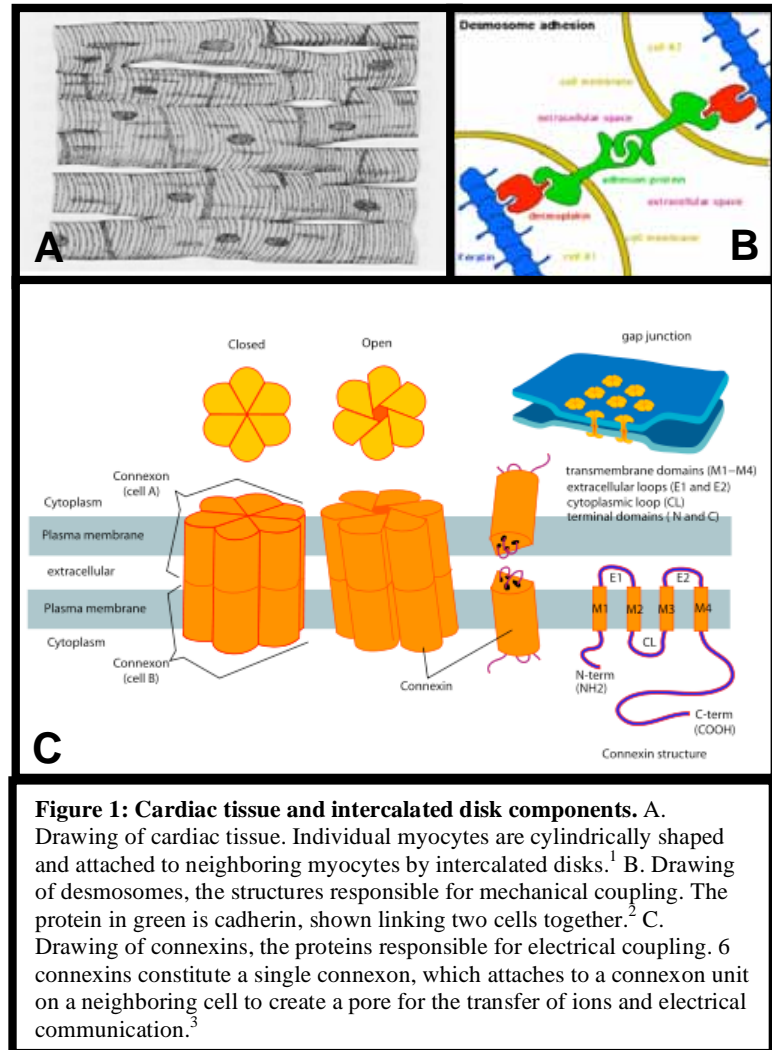 Desmosome adhesion
cell #2
cell membrane
extracellular space
adhesion protein
desmoplakin
extracellular space
cell membrane
Keratin
cell #1
A
B
Closed
Open
gap junction
Connexon
(cell A)
Cytoplasm
Plasma membrane
extracellular
Plasma membrane
Cytoplasm
Connexon
(cell B)
Connexin
transmembrane domains (M1–M4)
extracellular loops (E1 and E2)
cytoplasmic loop (CL)
terminal domains ( N and C)
E1
E2
M1
M2
M3
M4
CL
N-term
(NH2)
C-term
(COOH)
Connexin structure
C
Figure 1: Cardiac tissue and intercalated disk components. A.
Drawing of cardiac tissue. Individual myocytes are cylindrically shaped
and attached to neighboring myocytes by intercalated disks.1 B. Drawing
of desmosomes, the structures responsible for mechanical coupling. The
protein in green is cadherin, shown linking two cells together.2 C.
Drawing of connexins, the proteins responsible for electrical coupling. 6
connexins constitute a single connexon, which attaches to a connexon unit
on a neighboring cell to create a pore for the transfer of ions and electrical
communication.3